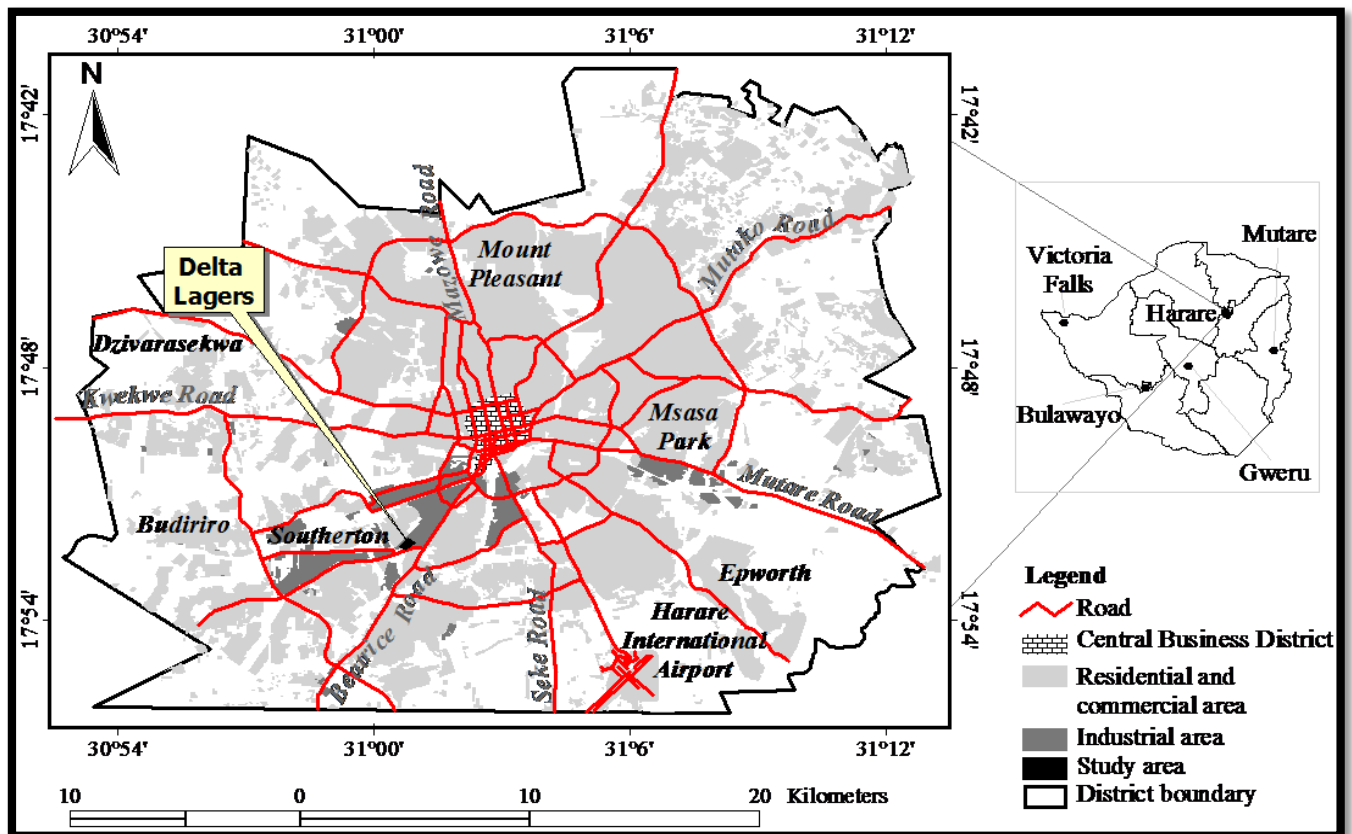 30°54'
31°00'
31°6'
31°12'
N
17°42'
17°42'
Mazowe Road
Mutoko Road
Mount
Pleasant
Delta
Lagers
Dzivarasekwa
17°48'
17°48'
Kwekwe Road
Msasa
Park
Mutare Road
Budiriro
Southerton
Epworth
Beatrice Road
Seke Road
Harare
International
Airport
17°54'
17°54'
30°54'
31°00'
31°6'
31°12'
10
0
10
20
Kilometers
Victoria
Falls
Mutare
Harare
Bulawayo
Gweru
Legend
Road
Central Business District
Residential and
commercial area
Industrial area
Study area
District boundary